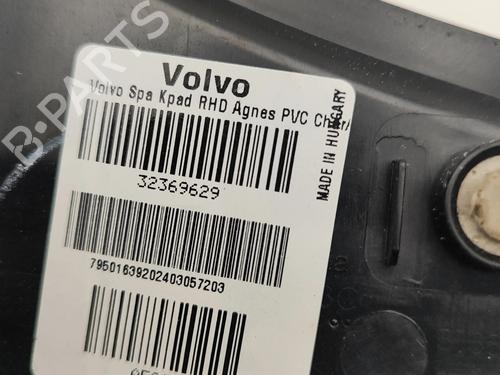 Volvo
Volvo Spa Kpad RHD Agnes PVC Char/
32369629
79501639202403057203
MADE IN HUNGARY
B-PARTS